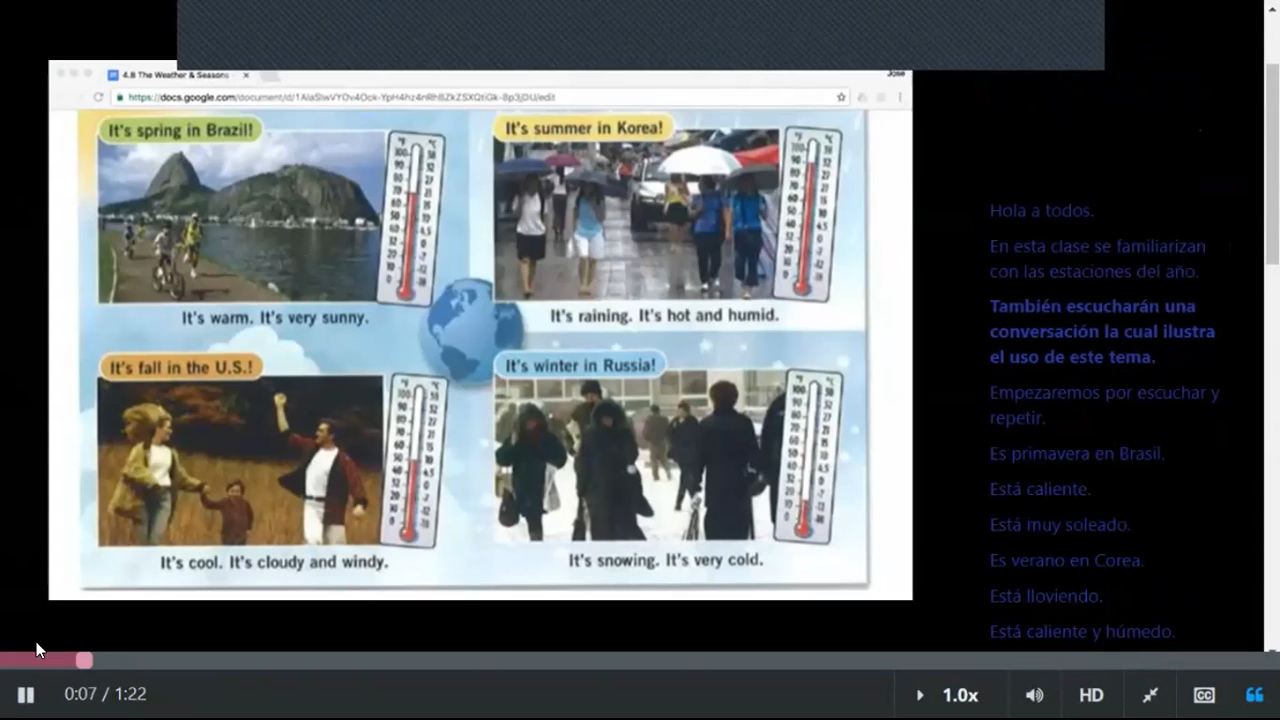 4.8 The Weather & Seasons
Jose
docs.google.com/document/d/
It's spring in Brazil!
It's warm. It's very sunny.
It's summer in Korea!
It's raining. It's hot and humid.
It's fall in the U.S.!
It's cool. It's cloudy and windy.
It's winter in Russia!
It's snowing. It's very cold.
Hola a todos.
En esta clase se familiarizan
con las estaciones del año.
También escucharán una
conversación la cual ilustra
el uso de este tema.
Empezaremos por escuchar y
repetir.
Es primavera en Brasil.
Está caliente.
Está muy soleado.
Es verano en Corea.
Está lloviendo.
Está caliente y húmedo.
0:07 / 1:22
1.0x
HD
CC